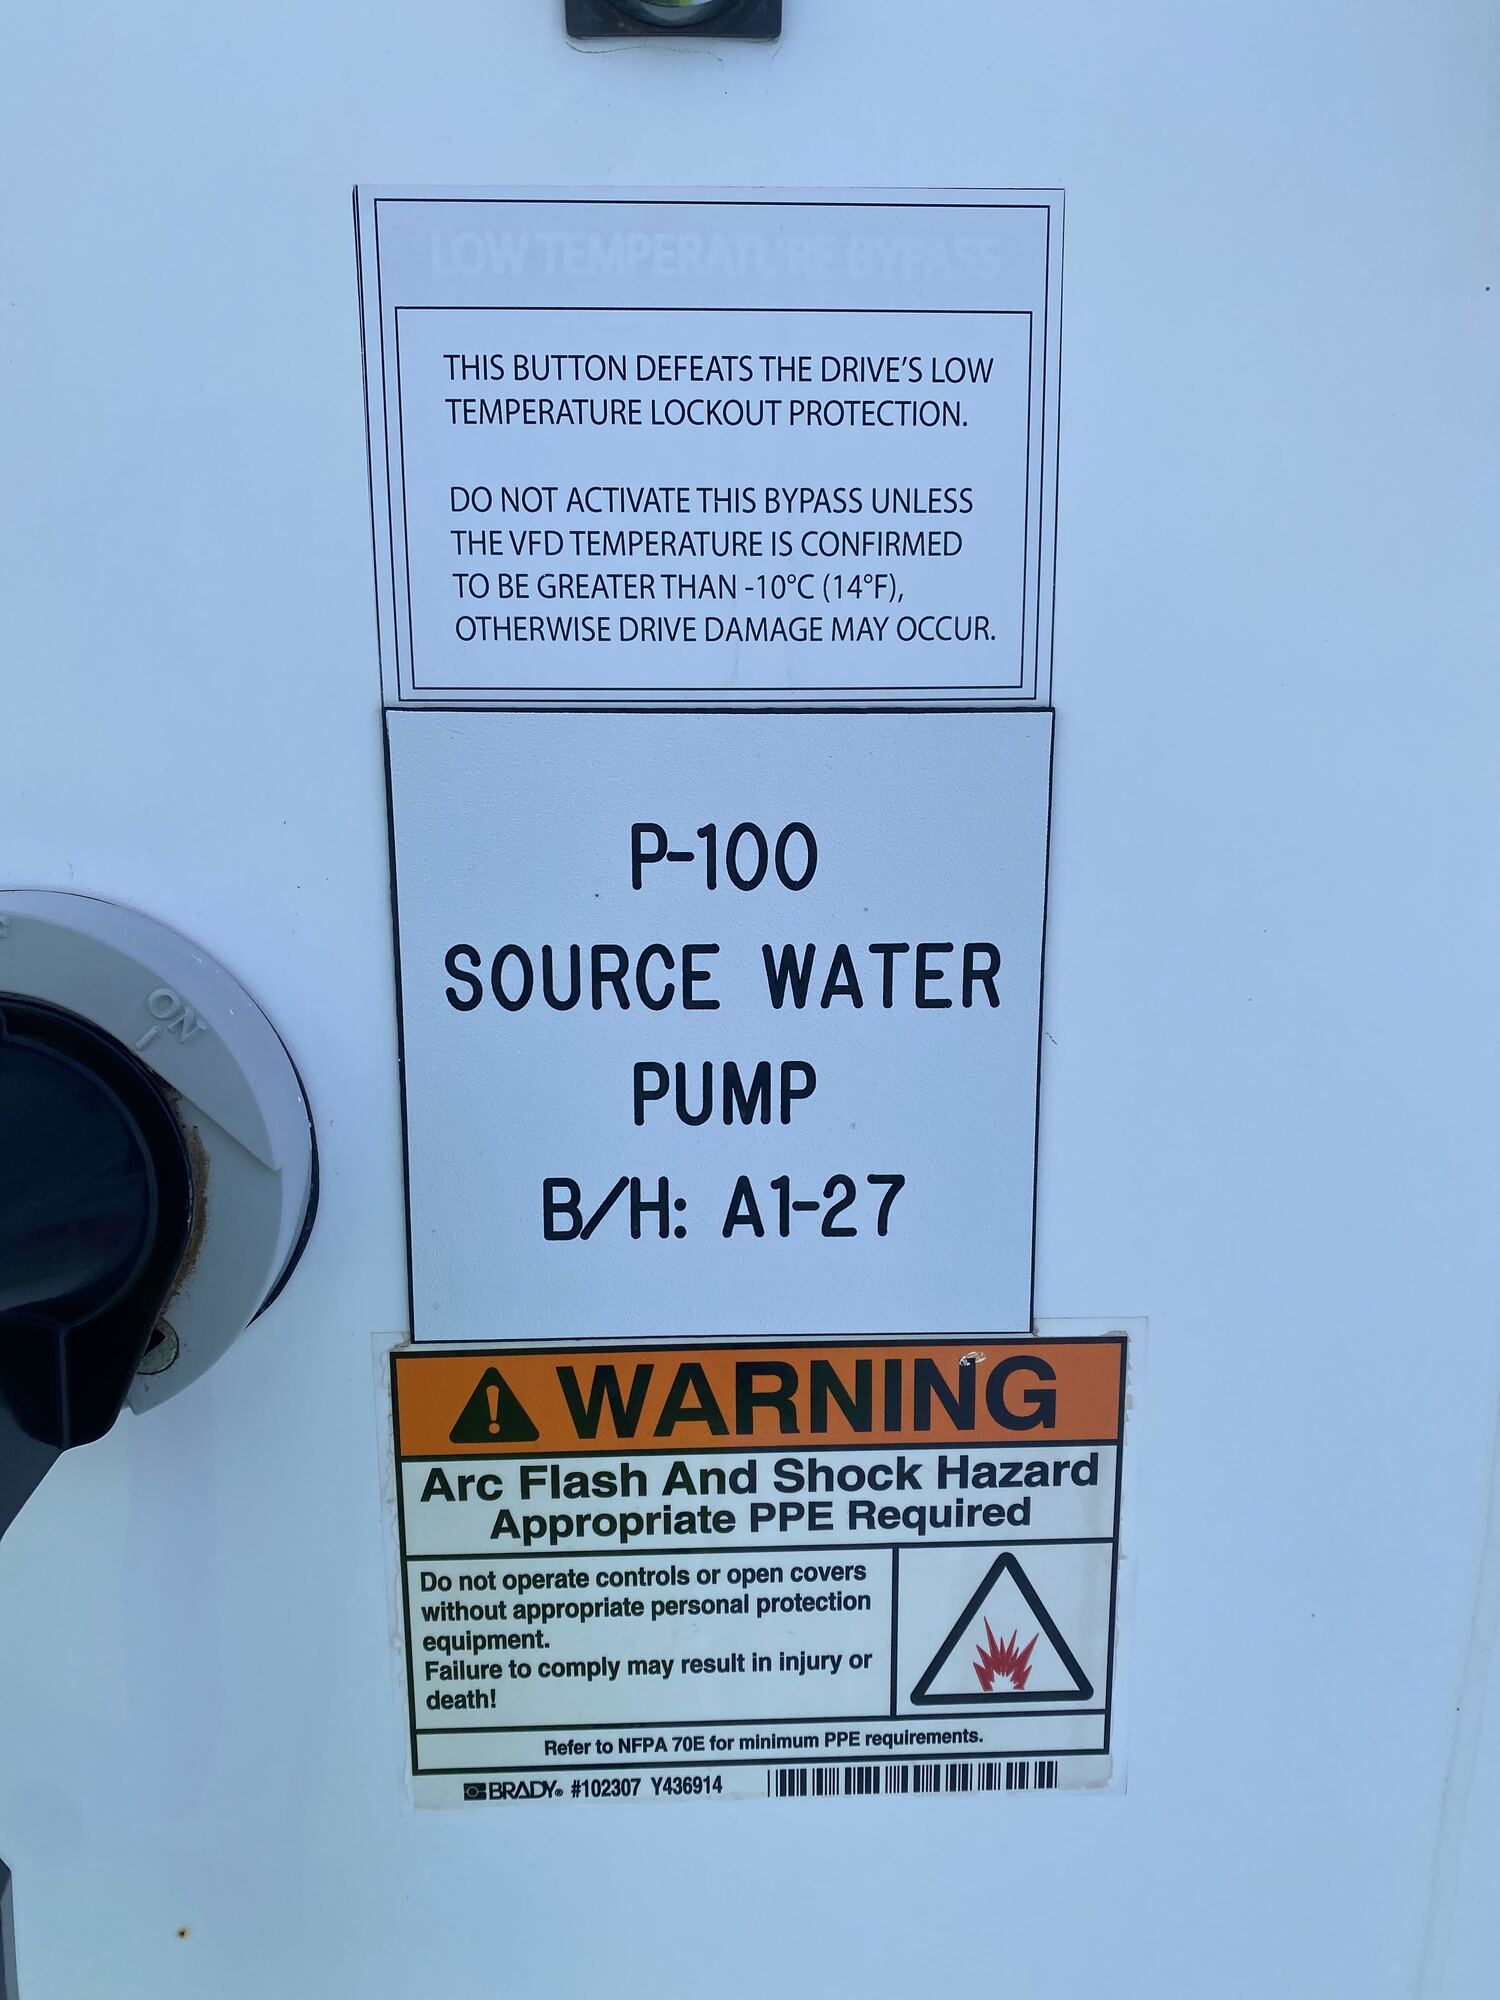 LOW TEMPERATURE BYPASS
THIS BUTTON DEFEATS THE DRIVE'S LOW
TEMPERATURE LOCKOUT PROTECTION.
DO NOT ACTIVATE THIS BYPASS UNLESS
THE VFD TEMPERATURE IS CONFIRMED
TO BE GREATER THAN -10°C (14°F),
OTHERWISE DRIVE DAMAGE MAY OCCUR.
P-100
SOURCE WATER
PUMP
B/H: A1-27
ON
WARNING
Arc Flash And Shock Hazard
Appropriate PPE Required
Do not operate controls or open covers
without appropriate personal protection
equipment.
Failure to comply may result in injury or
death!
Refer to NFPA 70E for minimum PPE requirements.
BRADY® #102307 Y436914